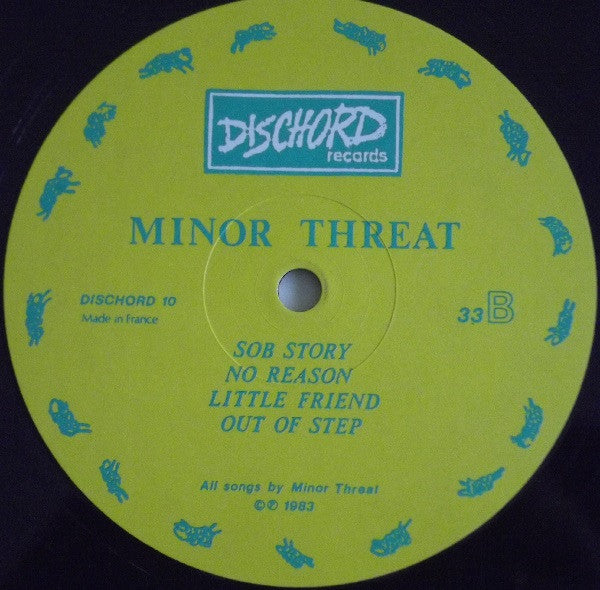 DISCHORD
records
MINOR THREAT
DISCHORD 10
Made in France
33 B
SOB STORY
NO REASON
LITTLE FRIEND
OUT OF STEP
All songs by Minor Threat
©℗ 1983